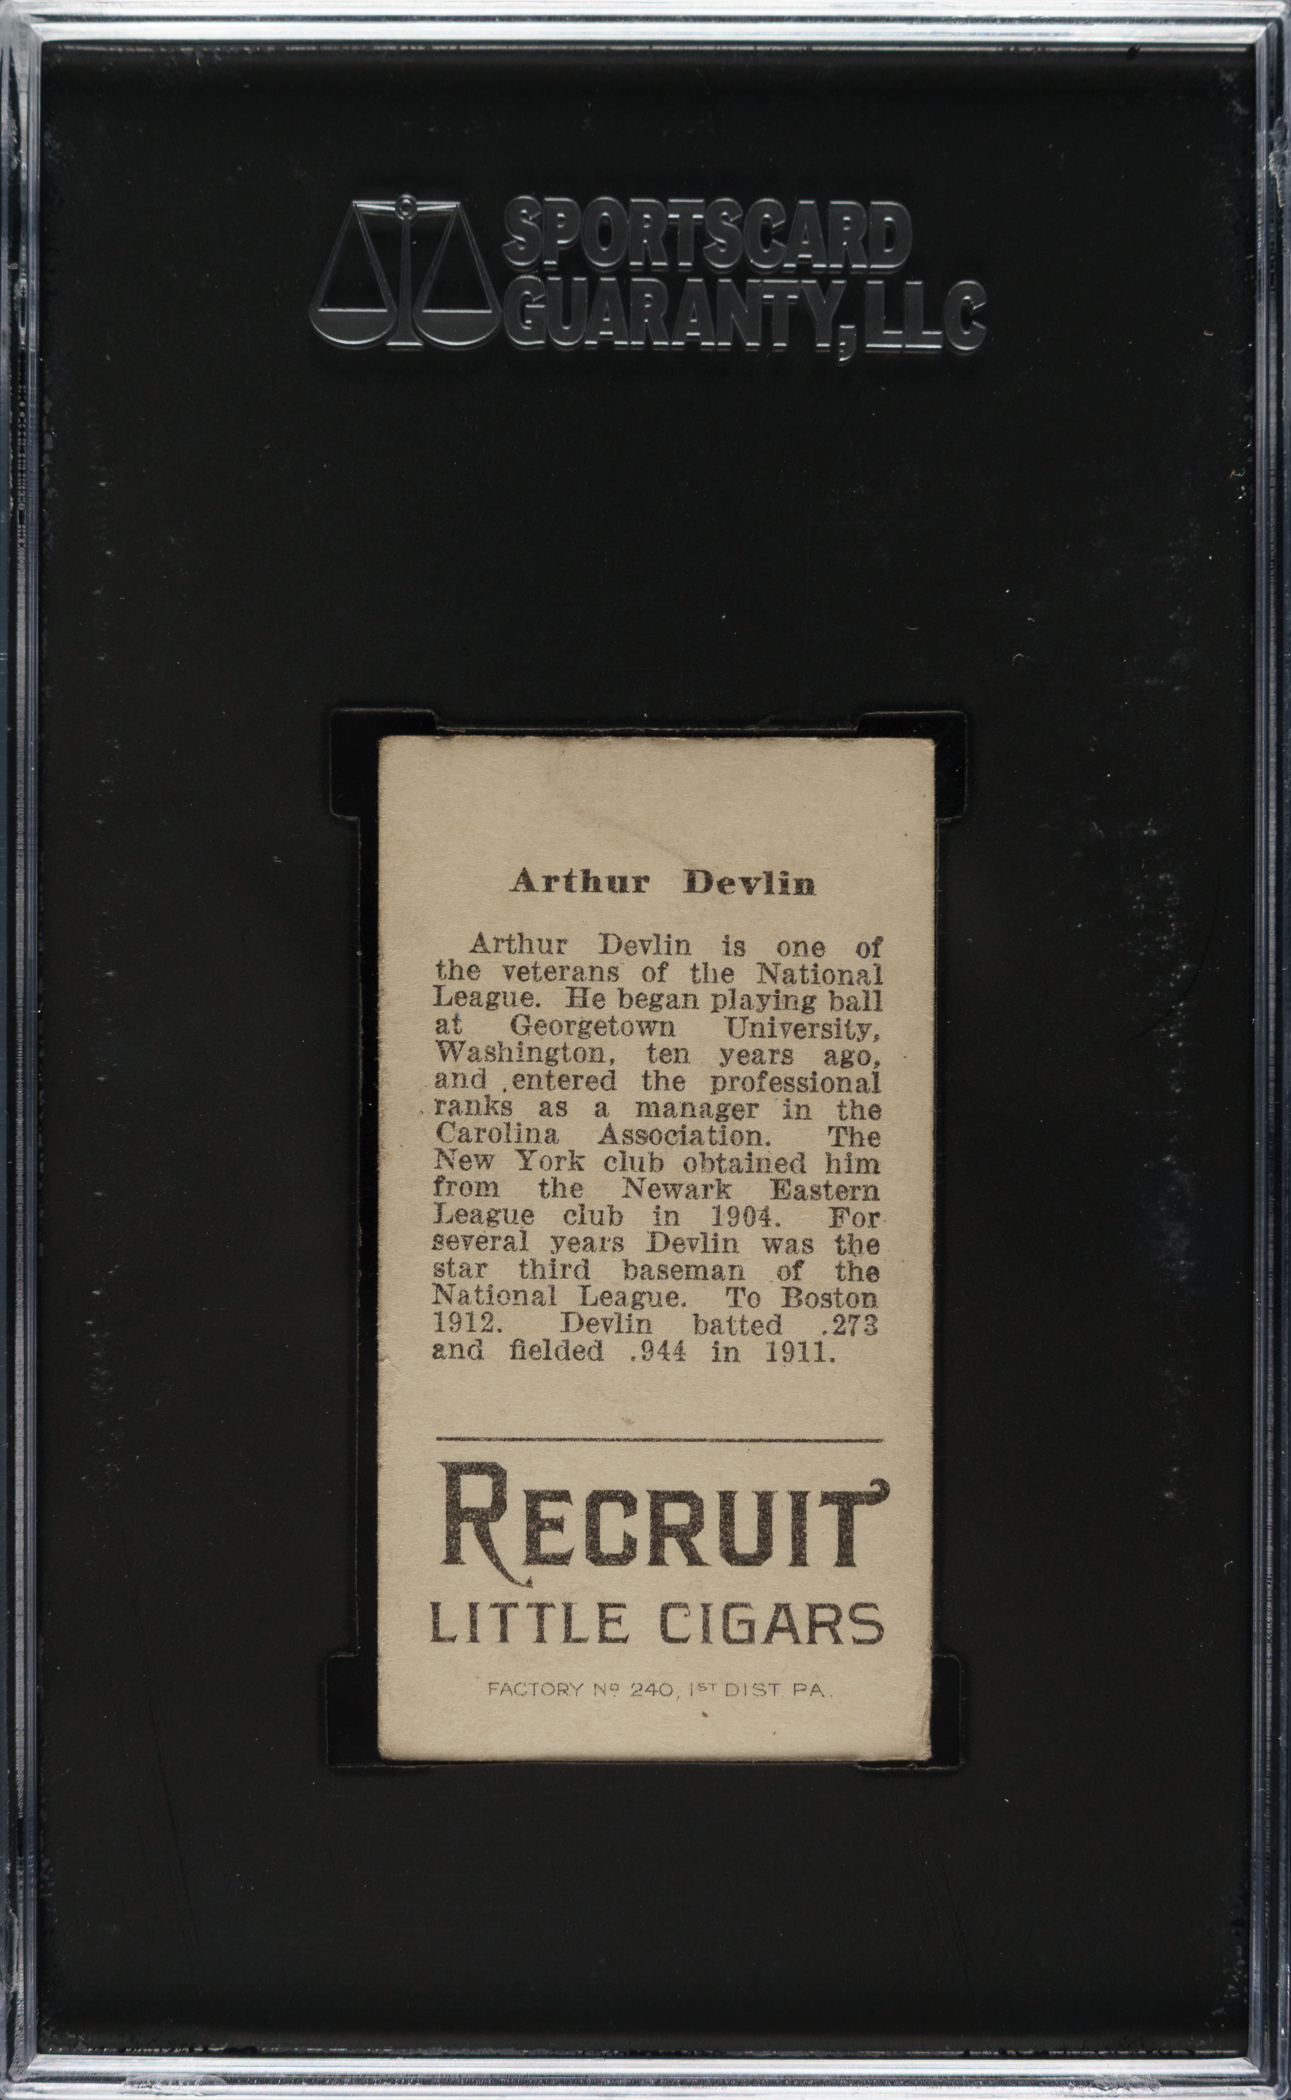 SPORTSCARD
GUARANTY, LLC
Arthur Devlin
Arthur Devlin is one of
the veterans of the National
League. He began playing ball
at Georgetown University,
Washington, ten years ago,
and entered the professional
ranks as a manager in the
Carolina Association. The
New York club obtained him
from the Newark Eastern
League club in 1904. For
several years Devlin was the
star third baseman of the
National League. To Boston
1912. Devlin batted .273
and fielded .944 in 1911.
RECRUIT
LITTLE CIGARS
FACTORY Nº 240, 1ST DIST. PA.